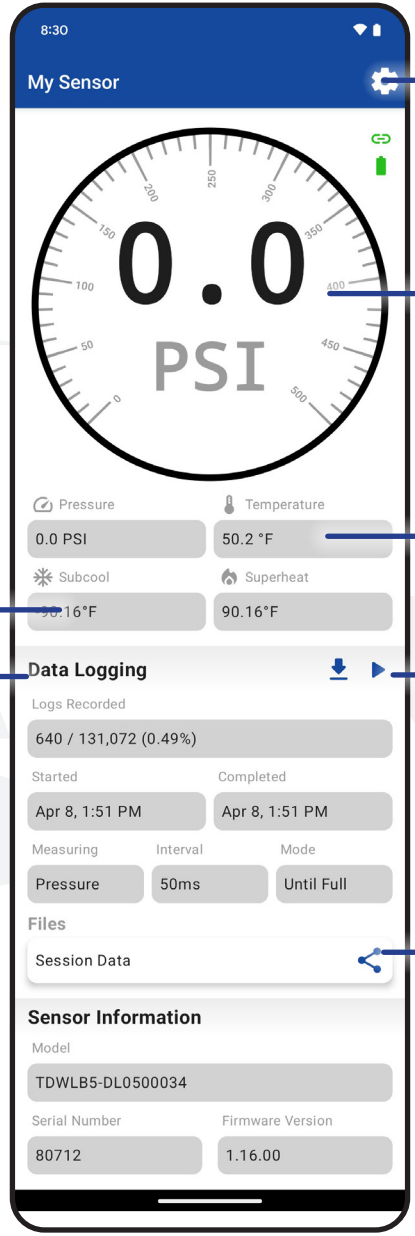 8:30
My Sensor
0 50 100 150 200 250 300 350 400 450 500
0.0
PSI
Pressure Temperature
0.0 PSI 50.2 °F
Subcool Superheat
-90.16°F 90.16°F
Data Logging
Logs Recorded
640 / 131,072 (0.49%)
Started Completed
Apr 8, 1:51 PM Apr 8, 1:51 PM
Measuring Interval Mode
Pressure 50ms Until Full
Files
Session Data
Sensor Information
Model
TDWLB5-DL0500034
Serial Number Firmware Version
80712 1.16.00